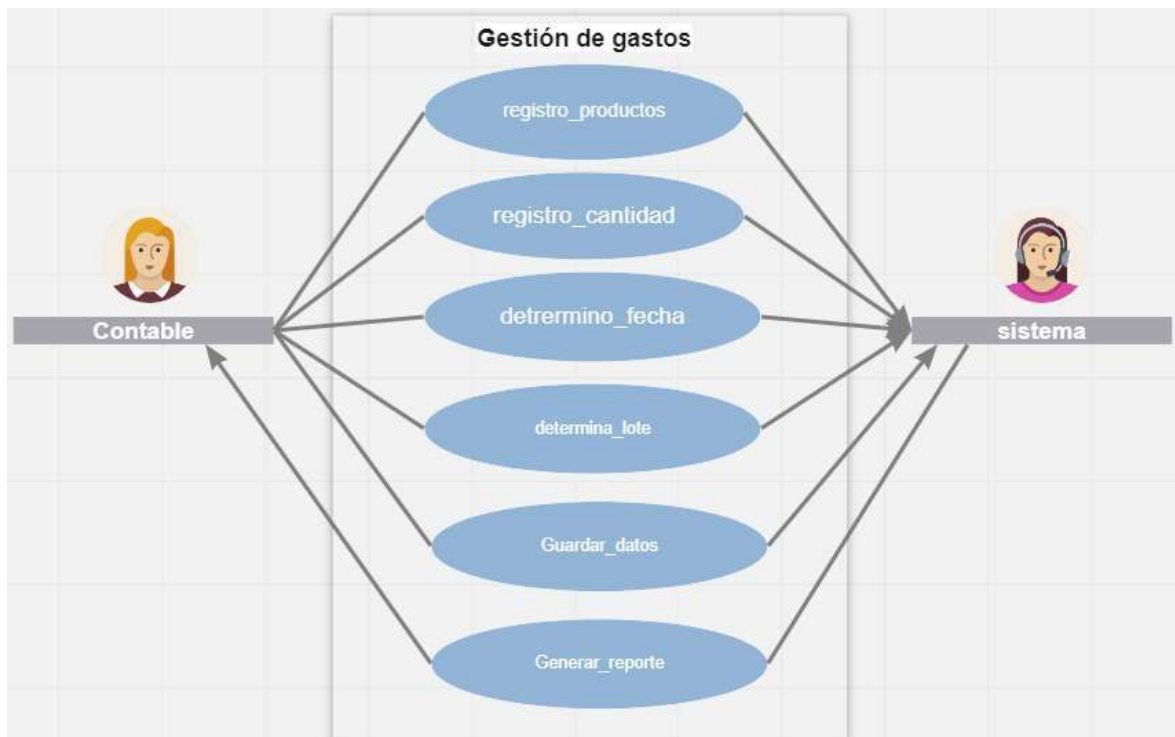 Gestión de gastos
registro_productos
registro_cantidad
detrermino_fecha
Contable
sistema
determina_lote
Guardar_datos
Generar_reporte